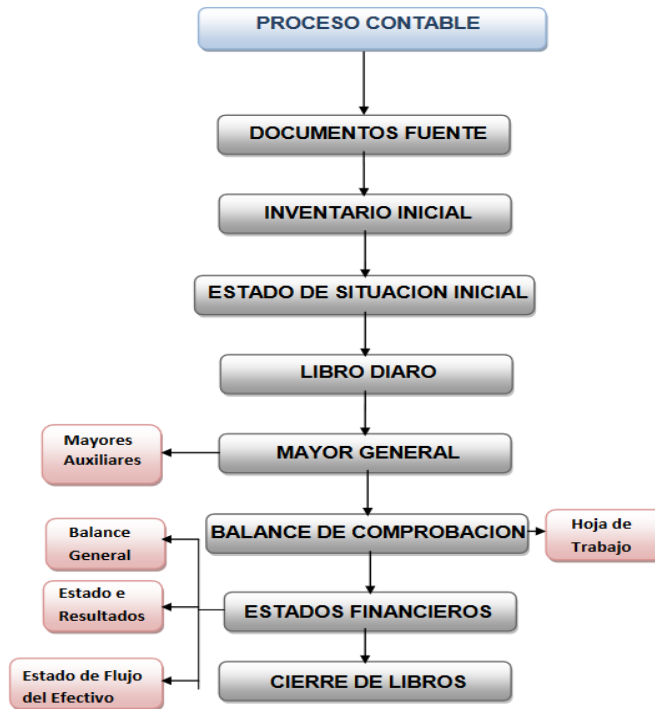 PROCESO CONTABLE
DOCUMENTOS FUENTE
INVENTARIO INICIAL
ESTADO DE SITUACION INICIAL
LIBRO DIARO
Mayores
Auxiliares
MAYOR GENERAL
Balance
General
BALANCE DE COMPROBACION
Hoja de
Trabajo
Estado e
Resultados
ESTADOS FINANCIEROS
Estado de Flujo
del Efectivo
CIERRE DE LIBROS